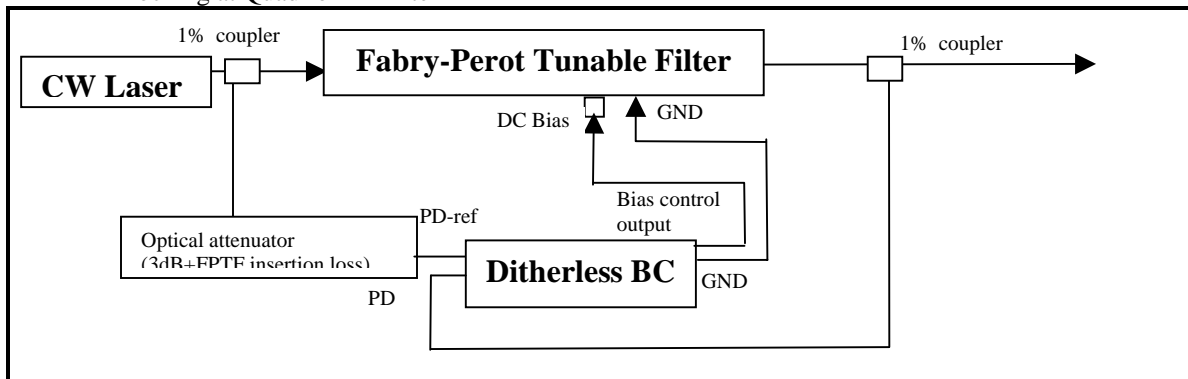 1% coupler
1% coupler
Fabry-Perot Tunable Filter
CW Laser
DC Bias
GND
Bias control
output
PD-ref
Optical attenuator
(3dB+FPTF insertion loss)
Ditherless BC
GND
PD